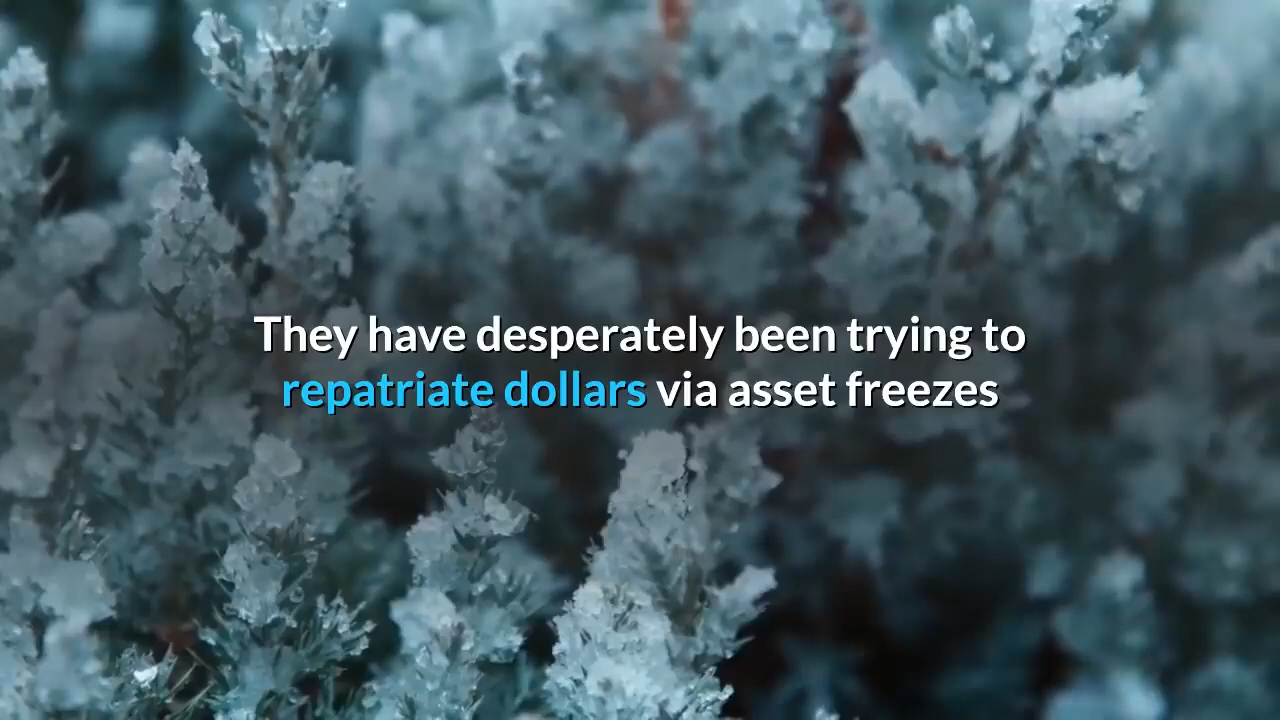 They have desperately been trying to
repatriate dollars via asset freezes